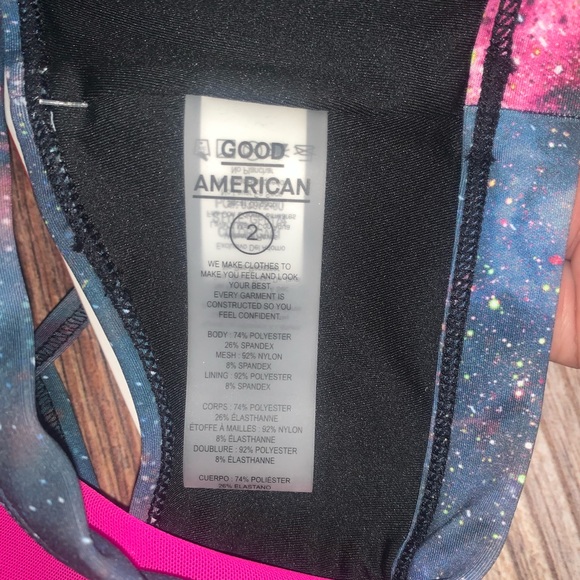 GOOD
AMERICAN
2
WE MAKE CLOTHES TO
MAKE YOU FEEL AND LOOK
YOUR BEST.
EVERY GARMENT IS
CONSTRUCTED SO YOU
FEEL CONFIDENT.
BODY : 74% POLYESTER
26% SPANDEX
MESH : 92% NYLON
8% SPANDEX
LINING : 92% POLYESTER
8% SPANDEX
CORPS : 74% POLYESTER
26% ÉLASTHANNE
ÉTOFFE À MAILLES : 92% NYLON
8% ÉLASTHANNE
DOUBLURE : 92% POLYESTER
8% ÉLASTHANNE
CUERPO : 74% POLIÉSTER
26% ELASTANO